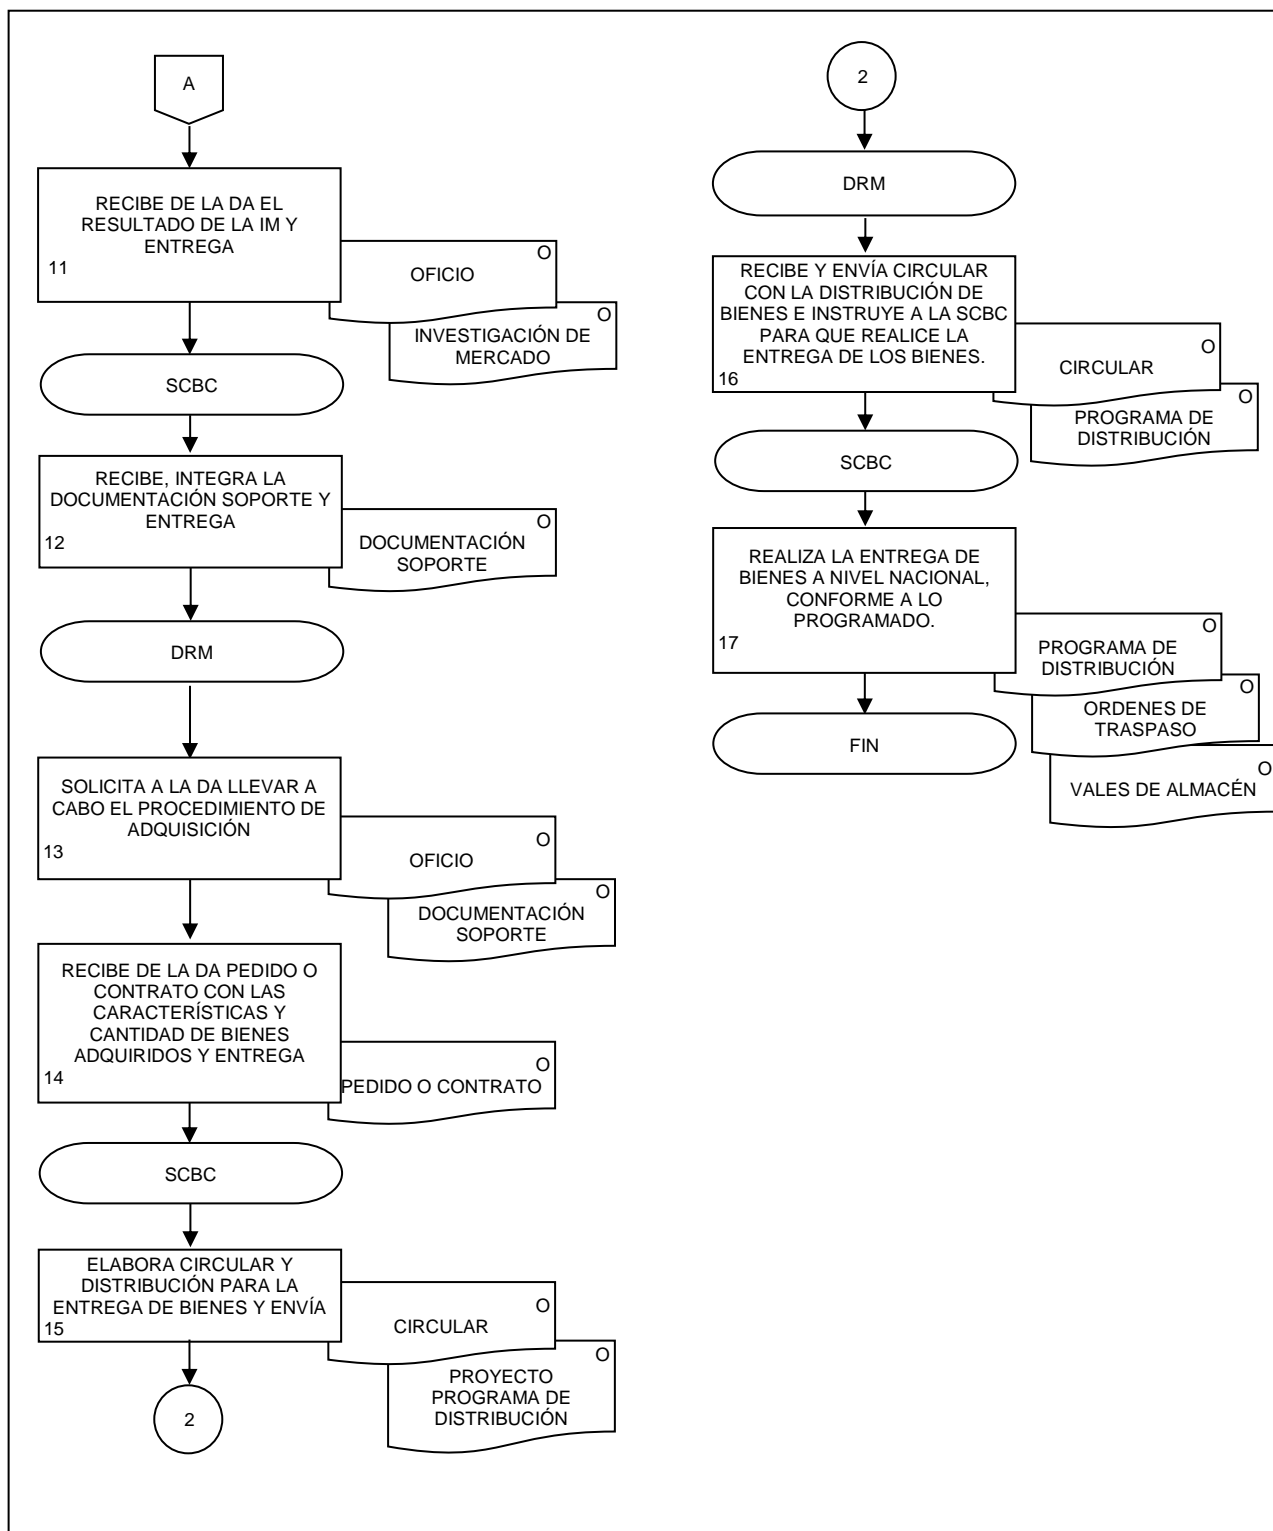 A
RECIBE DE LA DA EL
RESULTADO DE LA IM Y
ENTREGA
11
O
OFICIO
O
INVESTIGACIÓN DE
MERCADO
SCBC
RECIBE, INTEGRA LA
DOCUMENTACIÓN SOPORTE Y
ENTREGA
12
O
DOCUMENTACIÓN
SOPORTE
DRM
SOLICITA A LA DA LLEVAR A
CABO EL PROCEDIMIENTO DE
ADQUISICIÓN
13
O
OFICIO
O
DOCUMENTACIÓN
SOPORTE
RECIBE DE LA DA PEDIDO O
CONTRATO CON LAS
CARACTERÍSTICAS Y
CANTIDAD DE BIENES
ADQUIRIDOS Y ENTREGA
14
O
PEDIDO O CONTRATO
SCBC
ELABORA CIRCULAR Y
DISTRIBUCIÓN PARA LA
ENTREGA DE BIENES Y ENVÍA
15
O
CIRCULAR
O
PROYECTO
PROGRAMA DE
DISTRIBUCIÓN
2
2
DRM
RECIBE Y ENVÍA CIRCULAR
CON LA DISTRIBUCIÓN DE
BIENES E INSTRUYE A LA SCBC
PARA QUE REALICE LA
ENTREGA DE LOS BIENES.
16
O
CIRCULAR
O
PROGRAMA DE
DISTRIBUCIÓN
SCBC
REALIZA LA ENTREGA DE
BIENES A NIVEL NACIONAL,
CONFORME A LO
PROGRAMADO.
17
O
PROGRAMA DE
DISTRIBUCIÓN
O
ORDENES DE
TRASPASO
O
VALES DE ALMACÉN
FIN